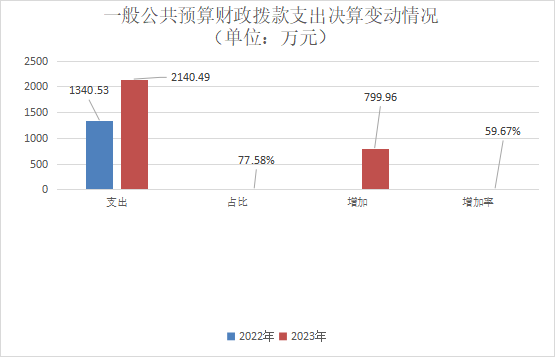 一般公共预算财政拨款支出决算变动情况
（单位：万元）
2500
2000
1500
1000
500
0
1340.53
2140.49
77.58%
799.96
59.67%
支出
占比
增加
增加率
2022年
2023年